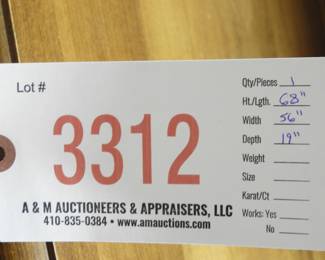 Lot #
3312
A & M AUCTIONEERS & APPRAISERS, LLC
410-835-0384 • www.amauctions.com
Qty/Pieces 1
Ht./Lgth. 68"
Width 56"
Depth 19"
Weight
Size
Karat/Ct
Works: Yes
No